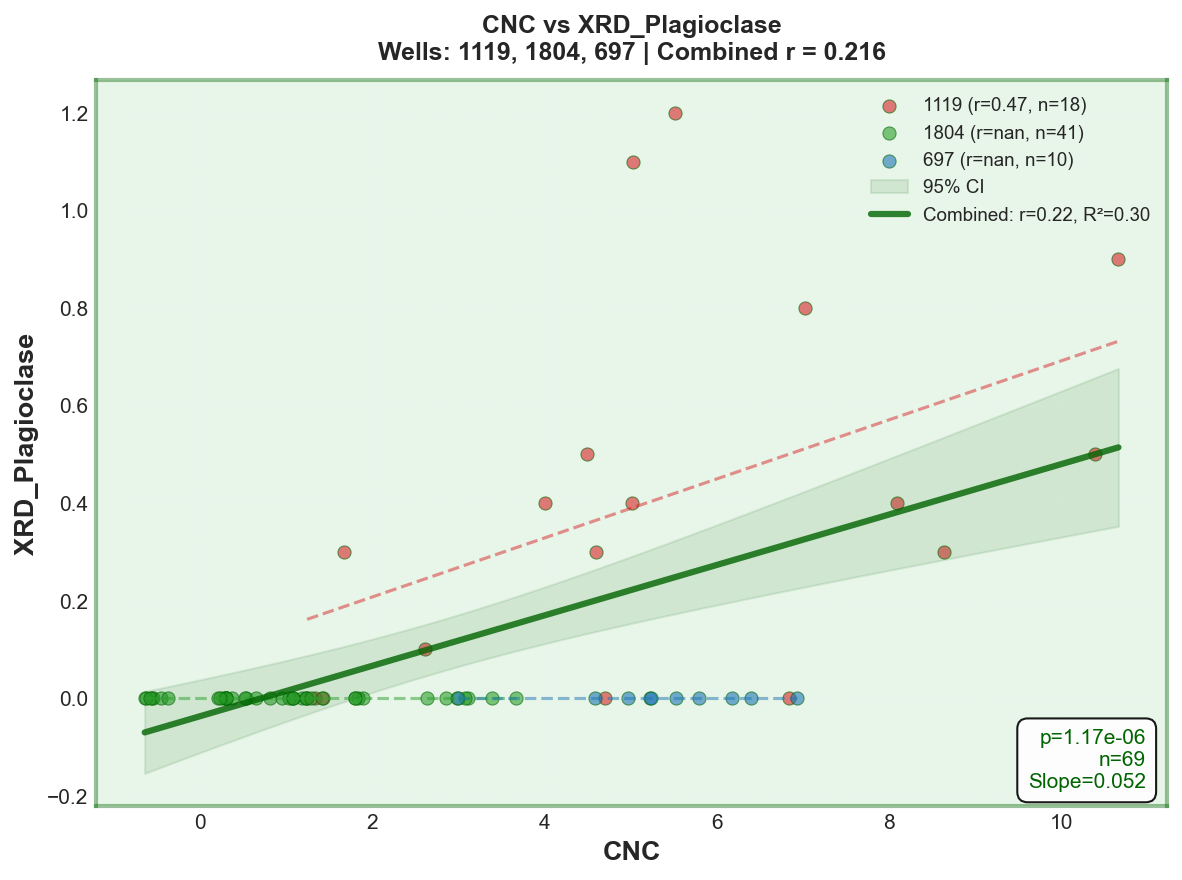 CNC vs XRD_Plagioclase
Wells: 1119, 1804, 697 | Combined r = 0.216
1119 (r=0.47, n=18)
1804 (r=nan, n=41)
697 (r=nan, n=10)
95% CI
Combined: r=0.22, R²=0.30
XRD_Plagioclase
1.2
1.0
0.8
0.6
0.4
0.2
0.0
−0.2
p=1.17e-06
n=69
Slope=0.052
0
2
4
6
8
10
CNC